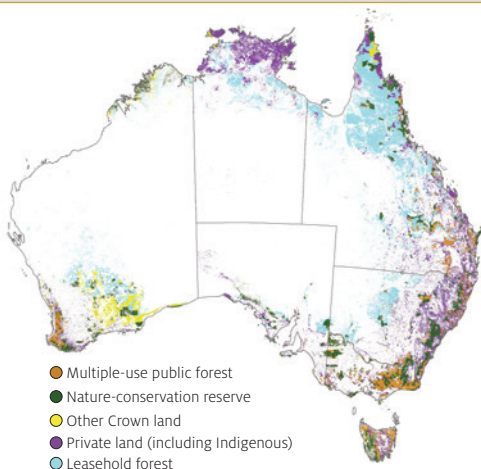 Multiple-use public forest
Nature-conservation reserve
Other Crown land
Private land (including Indigenous)
Leasehold forest